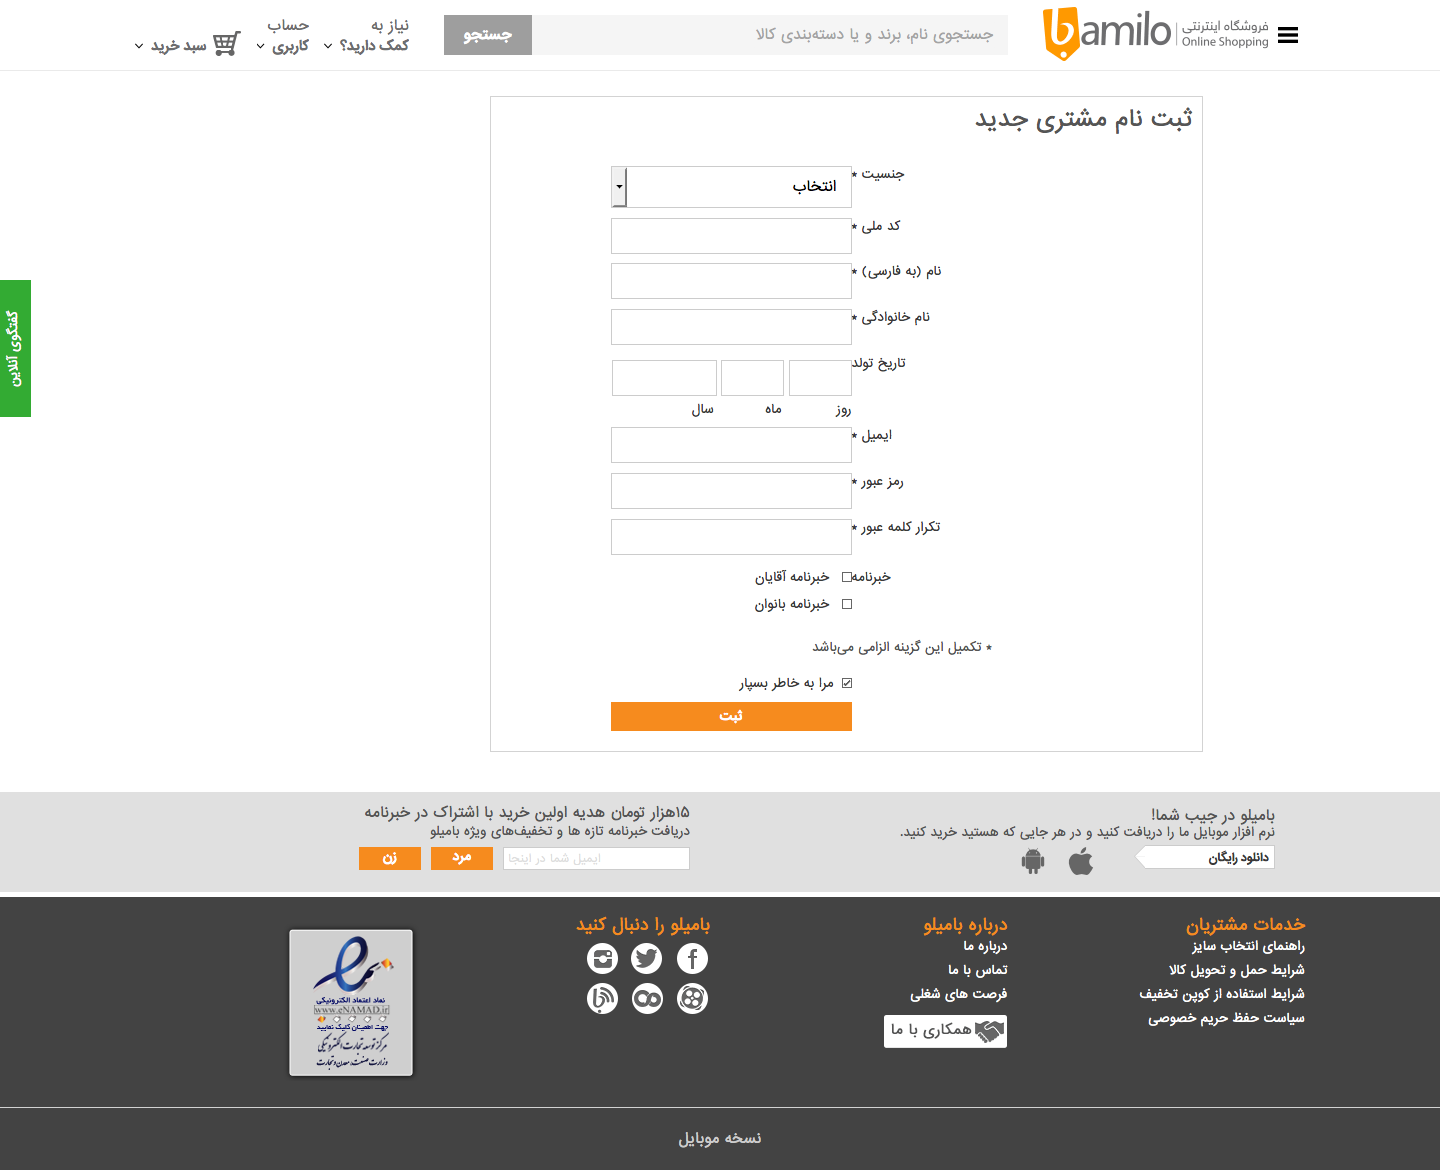 bamilo
فروشگاه اینترنتی
Online Shopping
جستجوی نام، برند و یا دسته‌بندی کالا
جستجو
نیاز به
کمک دارید؟
حساب
کاربری
سبد خرید
ثبت نام مشتری جدید
جنسیت *
انتخاب
کد ملی *
نام (به فارسی) *
نام خانوادگی *
تاریخ تولد
روز
ماه
سال
ایمیل *
رمز عبور *
تکرار کلمه عبور *
خبرنامه
خبرنامه آقایان
خبرنامه بانوان
* تکمیل این گزینه الزامی می‌باشد
مرا به خاطر بسپار
ثبت
گفتگوی آنلاین
بامیلو در جیب شما!
نرم افزار موبایل ما را دریافت کنید و در هر جایی که هستید خرید کنید.
دانلود رایگان
۱۵هزار تومان هدیه اولین خرید با اشتراک در خبرنامه
دریافت خبرنامه تازه ها و تخفیف‌های ویژه بامیلو
ایمیل شما در اینجا
مرد
زن
خدمات مشتریان
راهنمای انتخاب سایز
شرایط حمل و تحویل کالا
شرایط استفاده از کوپن تخفیف
سیاست حفظ حریم خصوصی
درباره بامیلو
درباره ما
تماس با ما
فرصت های شغلی
همکاری با ما
بامیلو را دنبال کنید
نماد اعتماد الکترونیکی
www.eNAMAD.ir
جهت اطمینان کلیک نمایید
مرکز توسعه تجارت الکترونیکی
وزارت صنعت، معدن و تجارت
نسخه موبایل